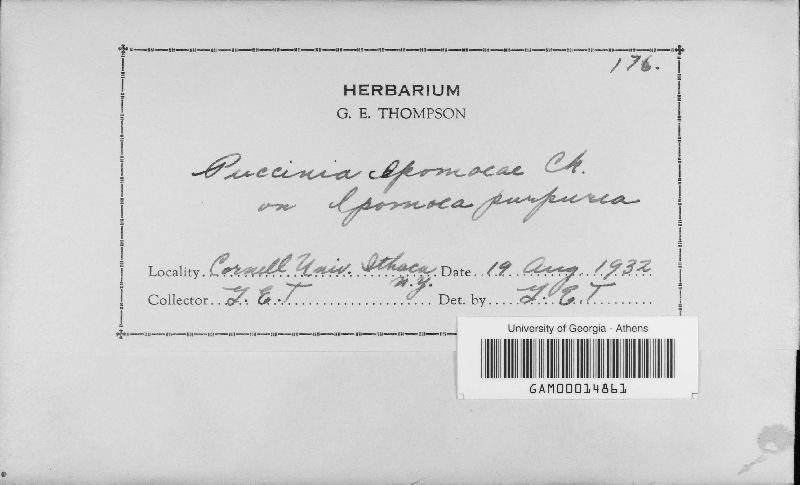 176.
HERBARIUM
G. E. THOMPSON
Puccinia Ipomoeae Ck.
on Ipomoea purpurea
Locality Cornell Univ. Ithaca N.Y. Date 19 Aug 1932
Collector G.E.T Det. by G.E.T
University of Georgia - Athens
GAM00014861